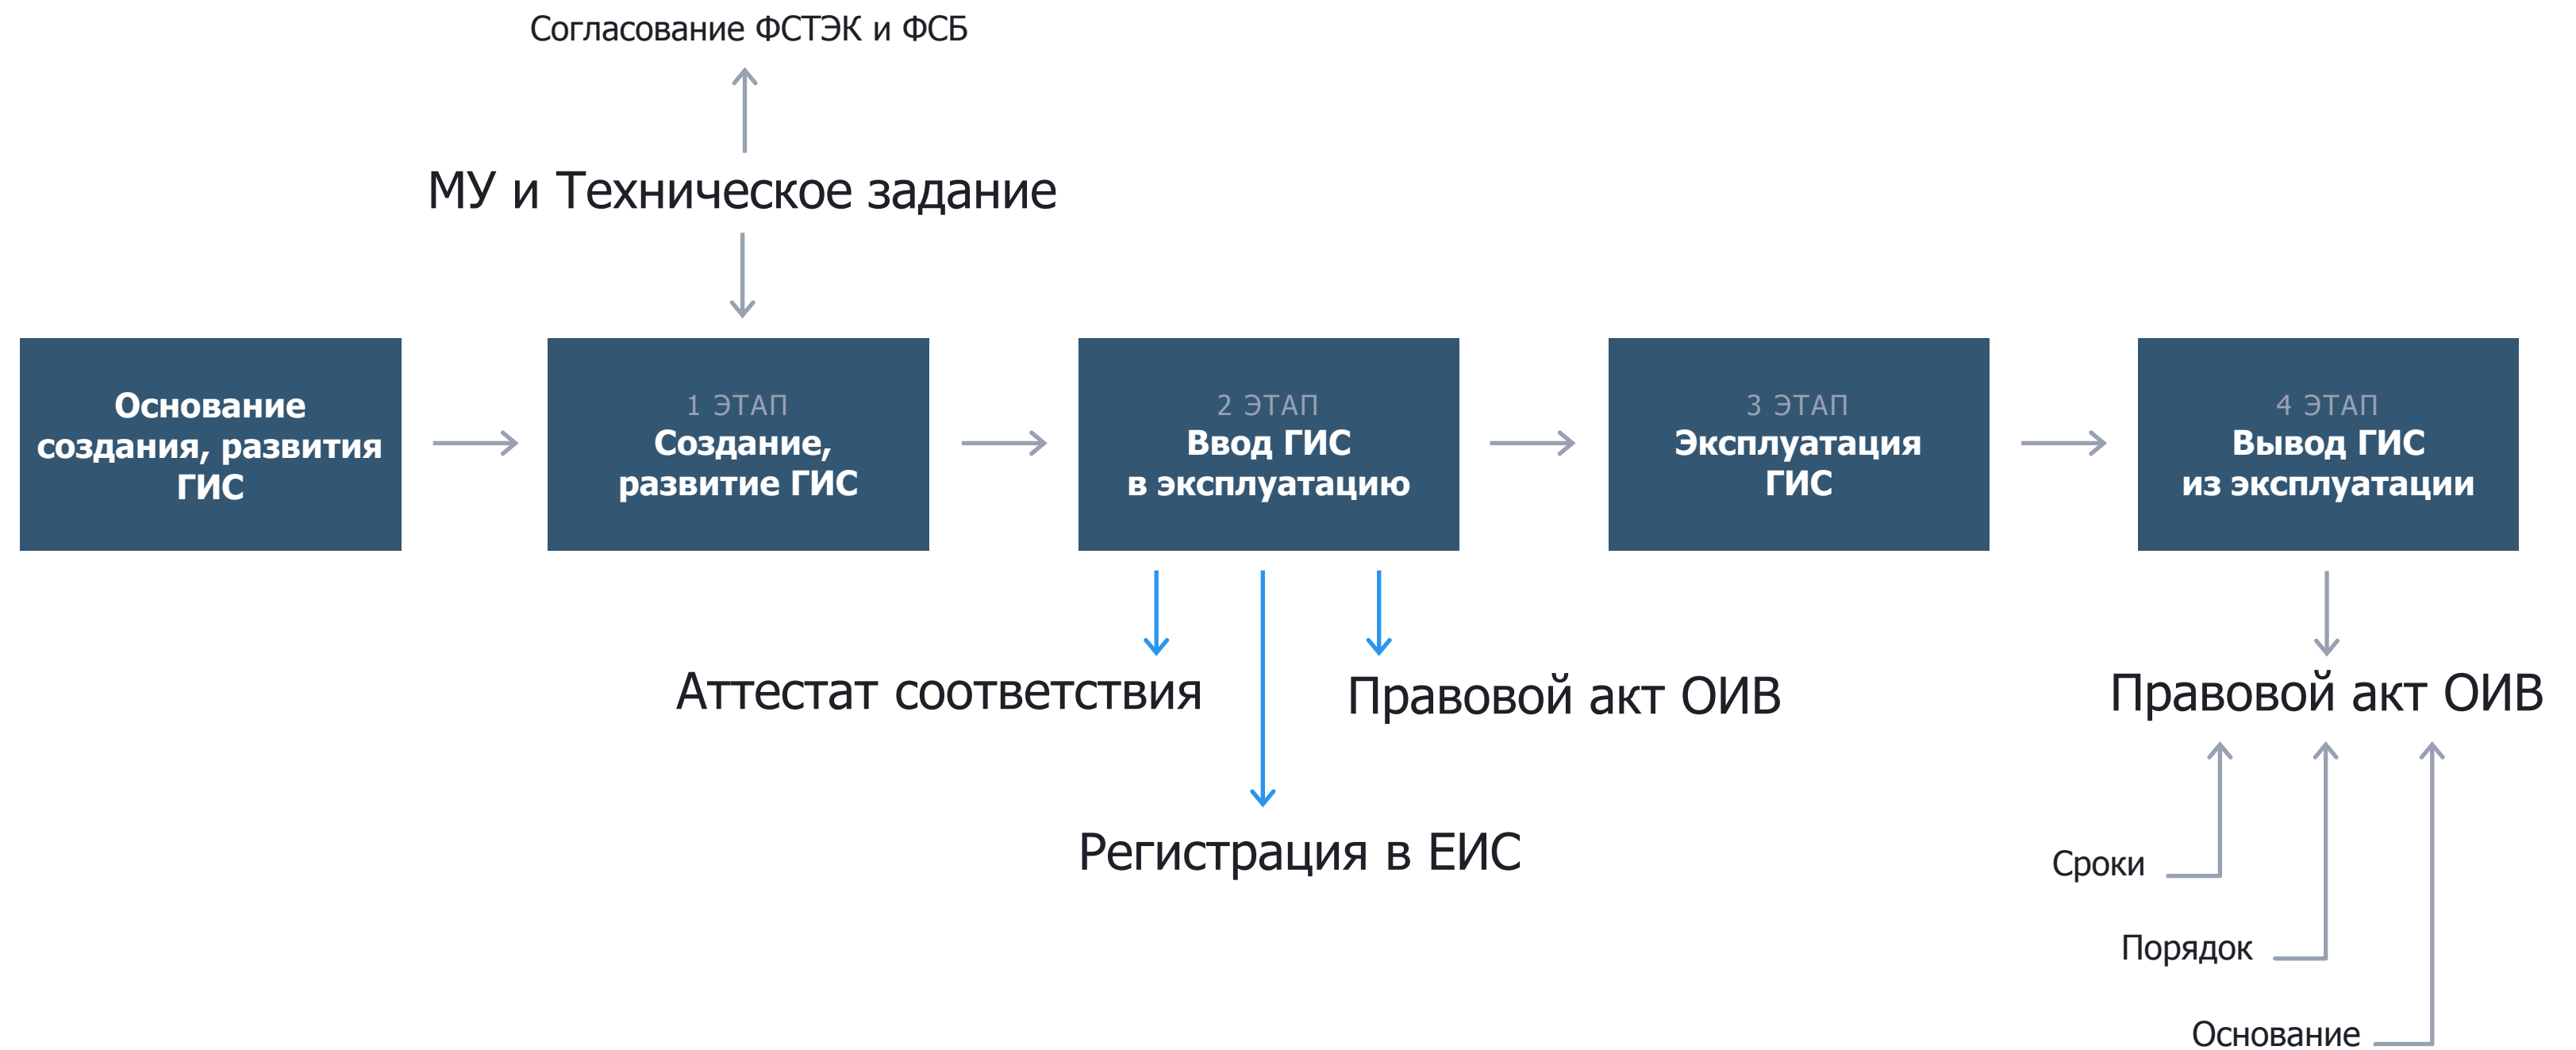 Согласование ФСТЭК и ФСБ
МУ и Техническое задание
Основание
создания, развития
ГИС
1 ЭТАП
Создание,
развитие ГИС
2 ЭТАП
Ввод ГИС
в эксплуатацию
3 ЭТАП
Эксплуатация
ГИС
4 ЭТАП
Вывод ГИС
из эксплуатации
Аттестат соответствия
Правовой акт ОИВ
Регистрация в ЕИС
Правовой акт ОИВ
Сроки
Порядок
Основание